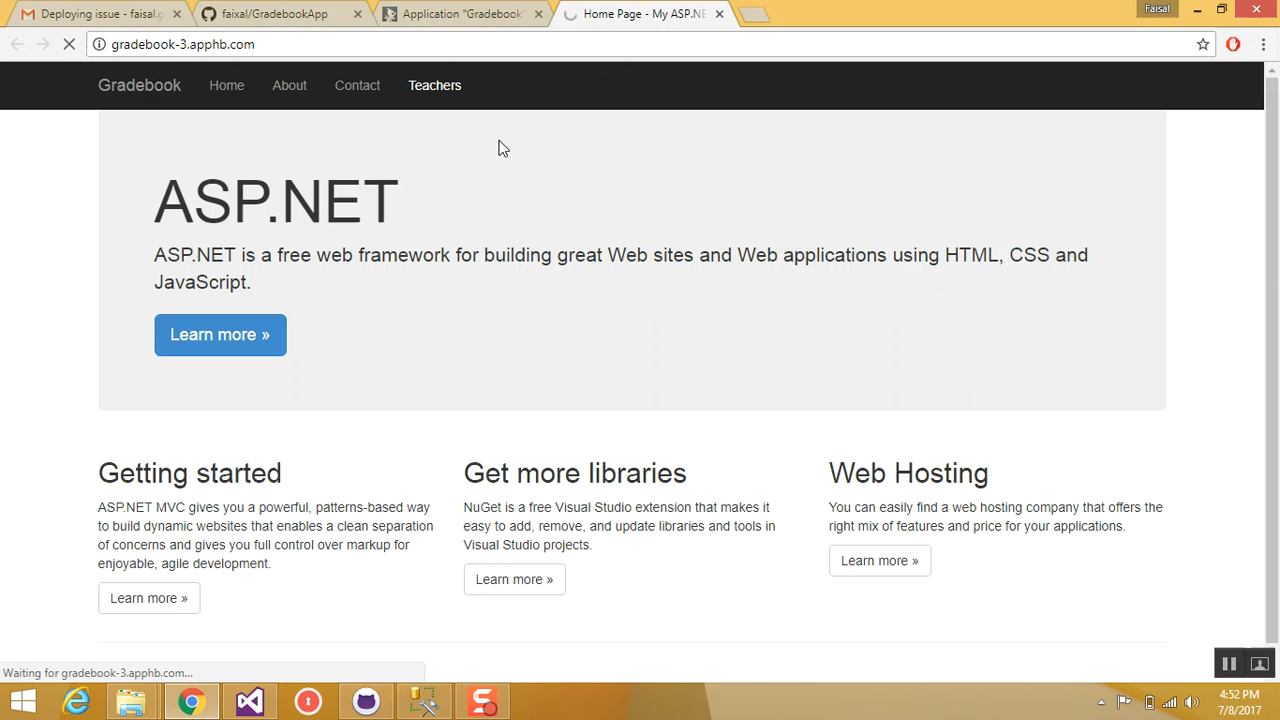 Deploying issue - faisal.g
faixal/GradebookApp
Application "Gradebook"
Home Page - My ASP.NE
Faisal
gradebook-3.apphb.com
Gradebook Home About Contact Teachers
ASP.NET
ASP.NET is a free web framework for building great Web sites and Web applications using HTML, CSS and
JavaScript.
Learn more »
Getting started
ASP.NET MVC gives you a powerful, patterns-based way
to build dynamic websites that enables a clean separation
of concerns and gives you full control over markup for
enjoyable, agile development.
Learn more »
Get more libraries
NuGet is a free Visual Studio extension that makes it
easy to add, remove, and update libraries and tools in
Visual Studio projects.
Learn more »
Web Hosting
You can easily find a web hosting company that offers the
right mix of features and price for your applications.
Learn more »
Waiting for gradebook-3.apphb.com...
4:52 PM
7/8/2017